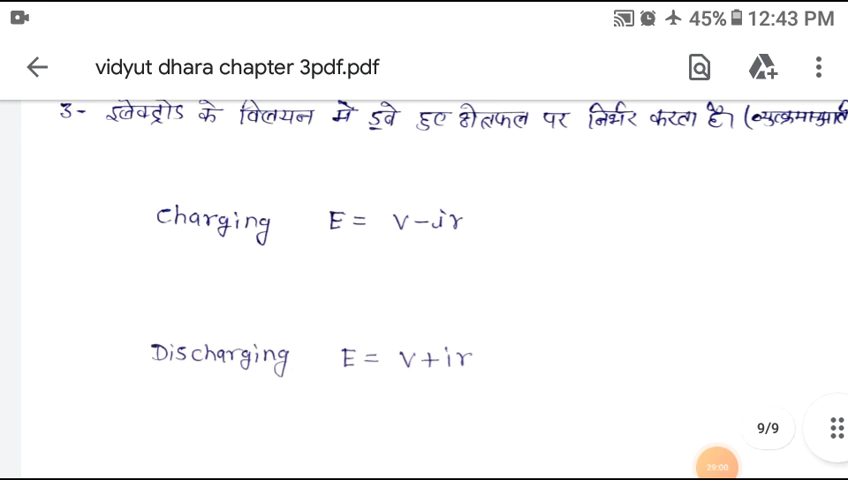 45% 12:43 PM
vidyut dhara chapter 3pdf.pdf
3- इलेक्ट्रोड के विलयन में डूबे हुए क्षेत्रफल पर निर्भर करता है। (
Charging E = V-ir
Discharging E = V+ir
9/9
29:00